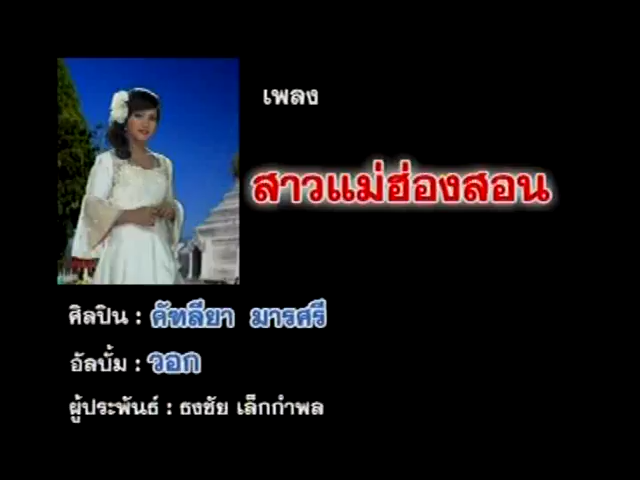 เพลง
สาวแม่ฮ่องสอน
ศิลปิน : คัทลียา มารศรี
อัลบั้ม : วอก
ผู้ประพันธ์ : ธงชัย เล็กกำพล